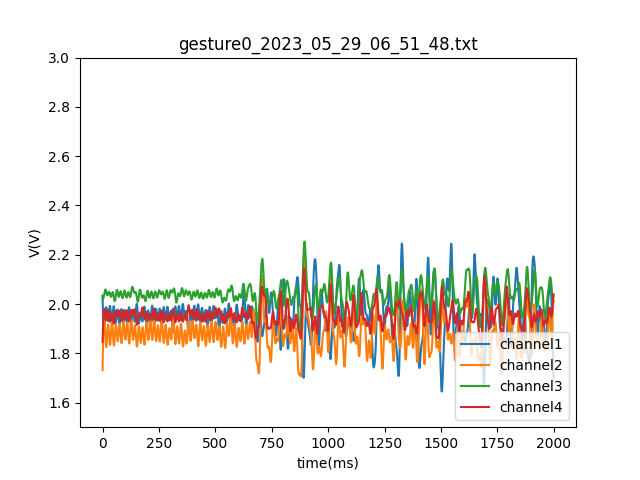 gesture0_2023_05_29_06_51_48.txt
3.0
2.8
2.6
2.4
2.2
2.0
1.8
1.6
V(V)
0 250 500 750 1000 1250 1500 1750 2000
time(ms)
channel1
channel2
channel3
channel4